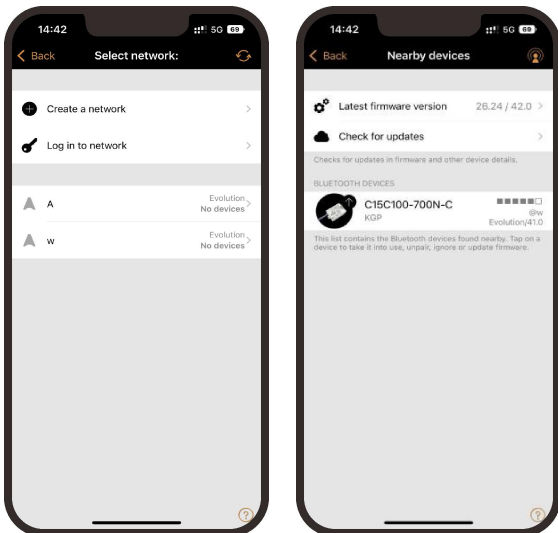 14:42
5G 69
Back
Select network:
Create a network
Log in to network
A
Evolution
No devices
w
Evolution
No devices
?
14:42
5G 69
Back
Nearby devices
Latest firmware version
26.24 / 42.0
Check for updates
Checks for updates in firmware and other device details.
BLUETOOTH DEVICES
C15C100-700N-C
KGP
@w
Evolution/41.0
This list contains the Bluetooth devices found nearby. Tap on a
device to take it into use, unpair, ignore or update firmware.
?